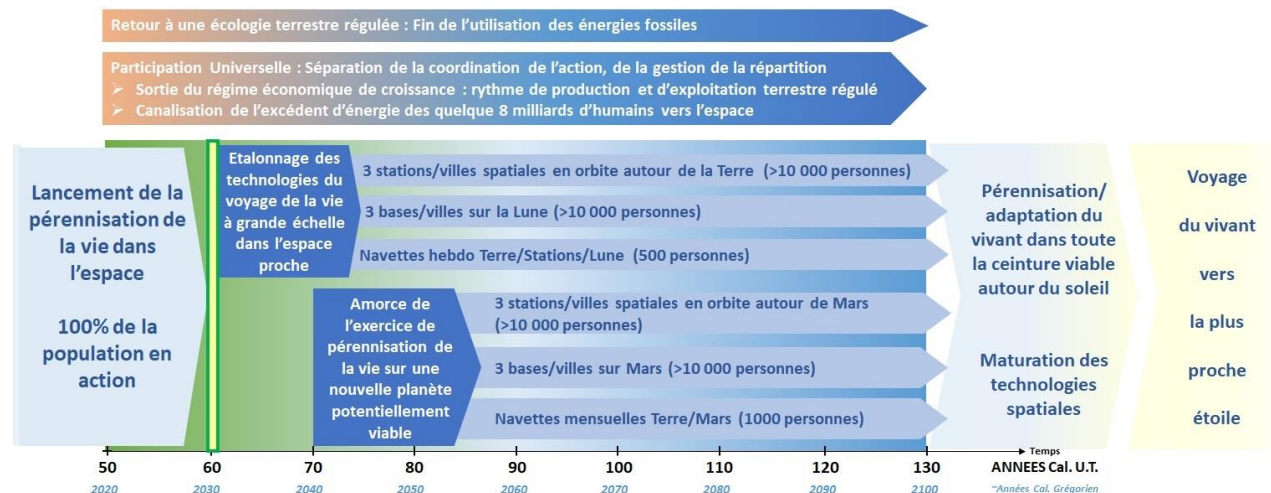 Retour à une écologie terrestre régulée : Fin de l'utilisation des énergies fossiles
Participation Universelle : Séparation de la coordination de l'action, de la gestion de la répartition
➢ Sortie du régime économique de croissance : rythme de production et d'exploitation terrestre régulé
➢ Canalisation de l'excédent d'énergie des quelque 8 milliards d'humains vers l'espace
Lancement de la
pérennisation de
la vie dans
l'espace
100% de la
population en
action
Etalonnage des
technologies du
voyage de la vie
à grande échelle
dans l'espace
proche
3 stations/villes spatiales en orbite autour de la Terre (>10 000 personnes)
3 bases/villes sur la Lune (>10 000 personnes)
Navettes hebdo Terre/Stations/Lune (500 personnes)
Amorce de
l'exercice de
pérennisation de
la vie sur une
nouvelle planète
potentiellement
viable
3 stations/villes spatiales en orbite autour de Mars
(>10 000 personnes)
3 bases/villes sur Mars (>10 000 personnes)
Navettes mensuelles Terre/Mars (1000 personnes)
Pérennisation/
adaptation du
vivant dans toute
la ceinture viable
autour du soleil
Maturation des
technologies
spatiales
Voyage
du vivant
vers
la plus
proche
étoile
Temps
50 60 70 80 90 100 110 120 130 ANNEES Cal. U.T.
2020 2030 2040 2050 2060 2070 2080 2090 2100 ~Années Cal. Grégorien